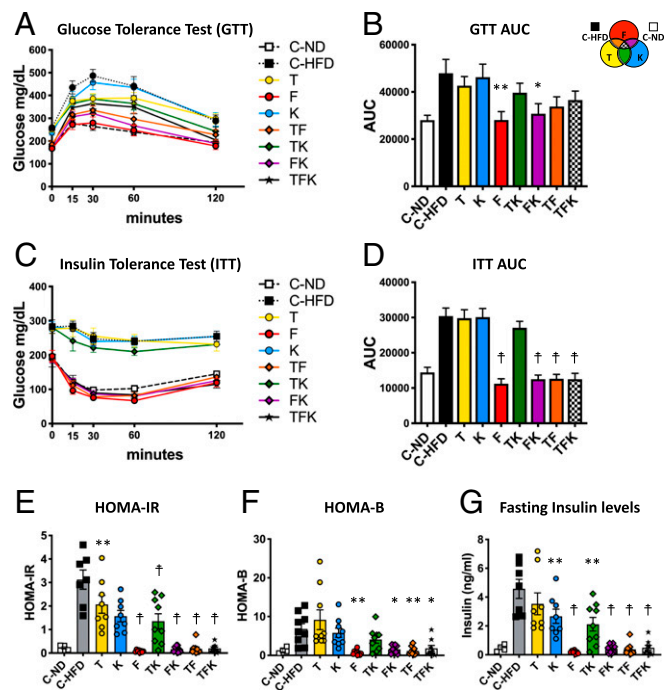 A
Glucose Tolerance Test (GTT)
Glucose mg/dL
600
500
400
300
200
100
0
0 15 30 60 120
minutes
C-ND
C-HFD
T
F
K
TF
TK
FK
TFK
B
GTT AUC
AUC
60000
40000
20000
0
** *
C-ND C-HFD T K F TK FK TF TFK
C-HFD F C-ND
T K
C
Insulin Tolerance Test (ITT)
Glucose mg/dL
400
300
200
100
0
0 15 30 60 120
minutes
C-ND
C-HFD
T
F
K
TF
TK
FK
TFK
D
ITT AUC
AUC
40000
30000
20000
10000
0
† † † †
C-ND C-HFD T K F TK FK TF TFK
E
HOMA-IR
HOMA-IR
5
4
3
2
1
0
** † † † † †
C-ND C-HFD T K F TK FK TF TFK
F
HOMA-B
HOMA-B
30
20
10
0
** * ** *
C-ND C-HFD T K F TK FK TF TFK
G
Fasting Insulin levels
Insulin (ng/ml)
10
8
6
4
2
0
** † ** † † †
C-ND C-HFD T K F TK FK TF TFK